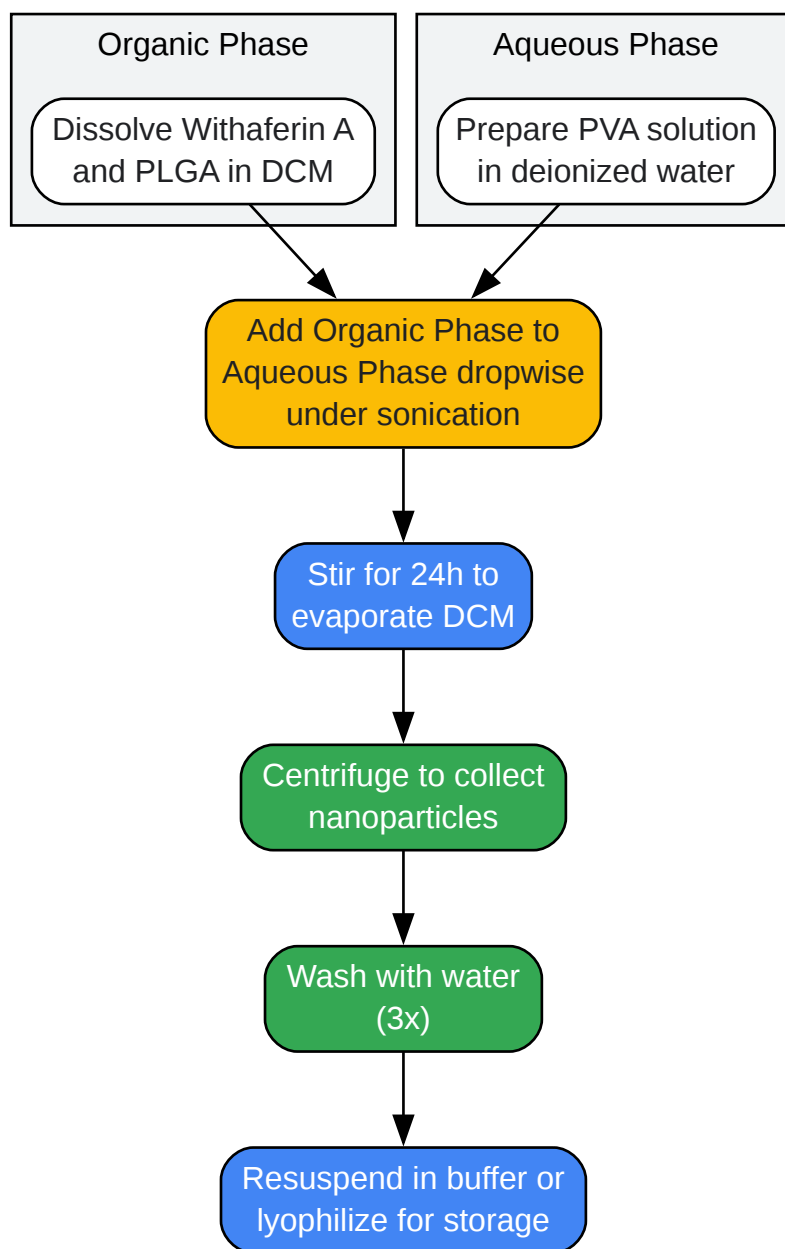 Organic Phase
Dissolve Withaferin A
and PLGA in DCM
Aqueous Phase
Prepare PVA solution
in deionized water
Add Organic Phase to
Aqueous Phase dropwise
under sonication
Stir for 24h to
evaporate DCM
Centrifuge to collect
nanoparticles
Wash with water
(3x)
Resuspend in buffer or
lyophilize for storage